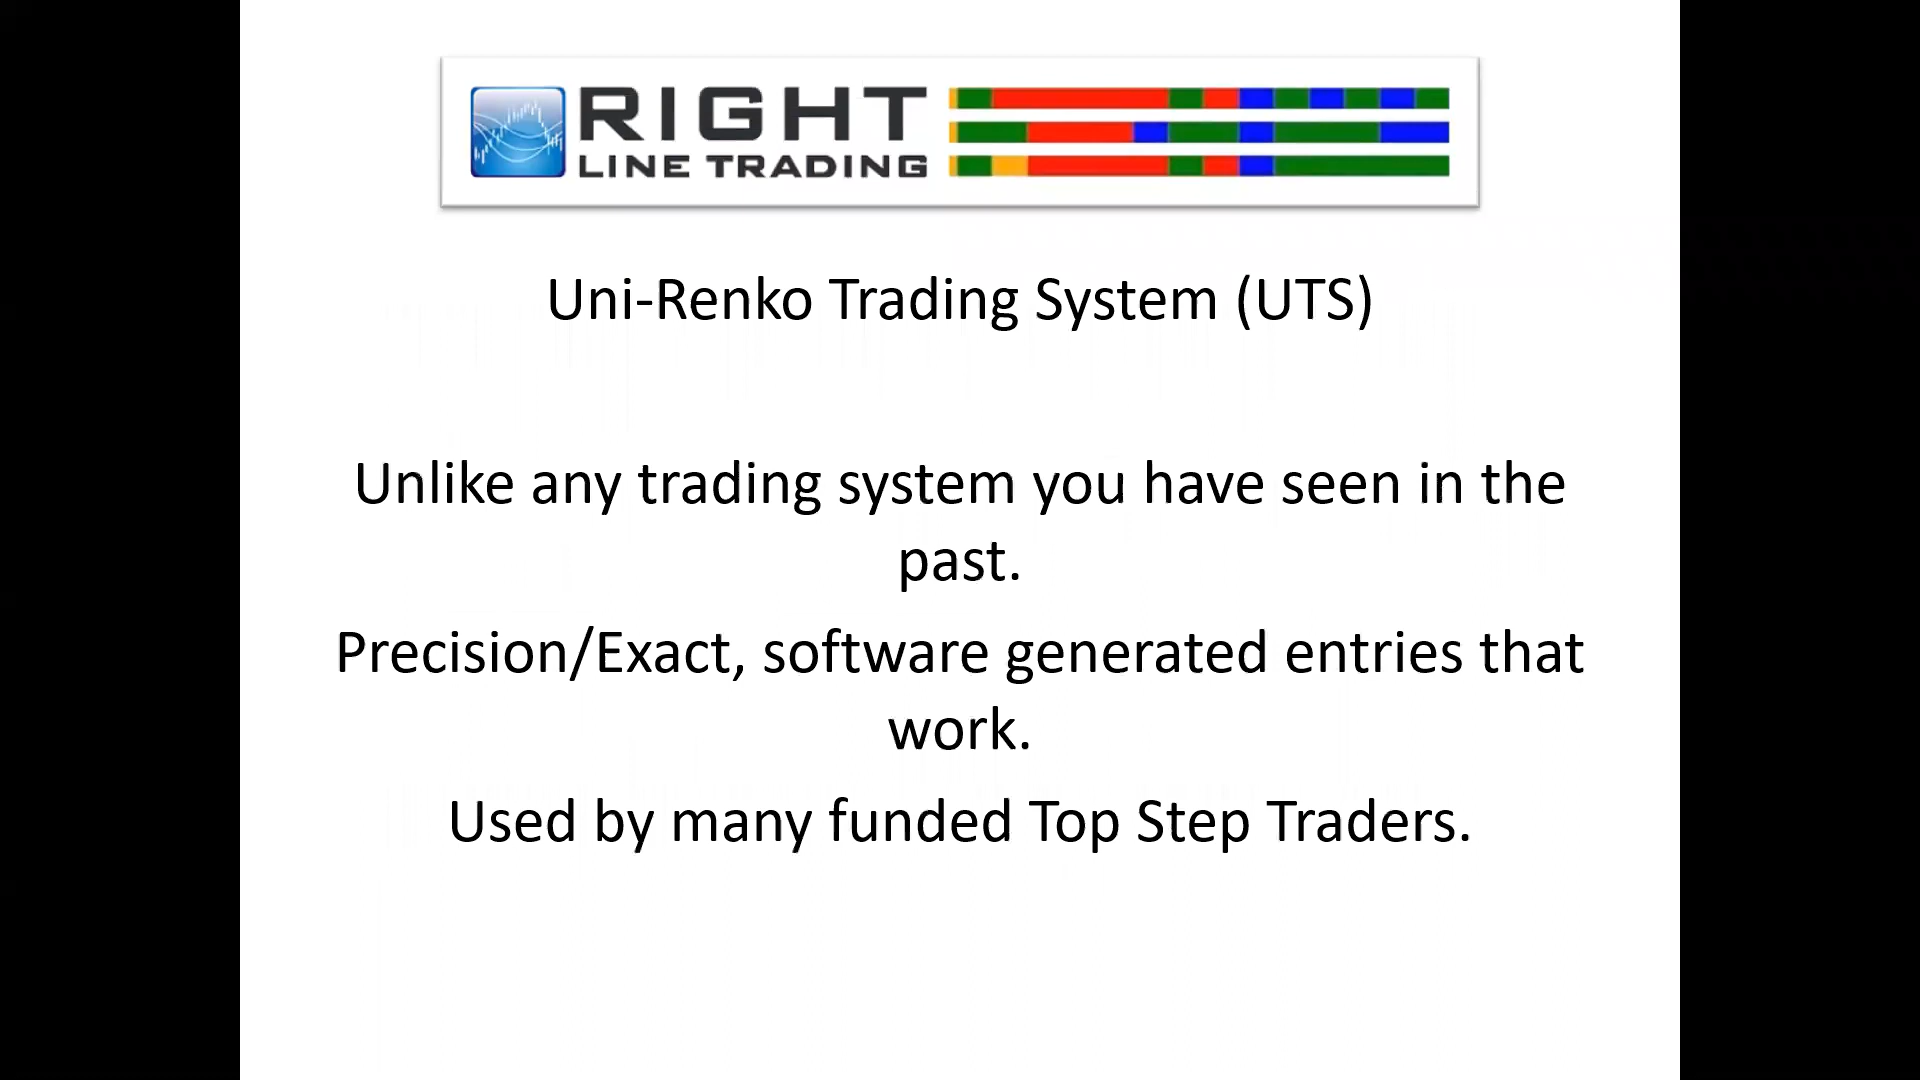 RIGHT
LINE TRADING
Uni-Renko Trading System (UTS)
Unlike any trading system you have seen in the
past.
Precision/Exact, software generated entries that
work.
Used by many funded Top Step Traders.